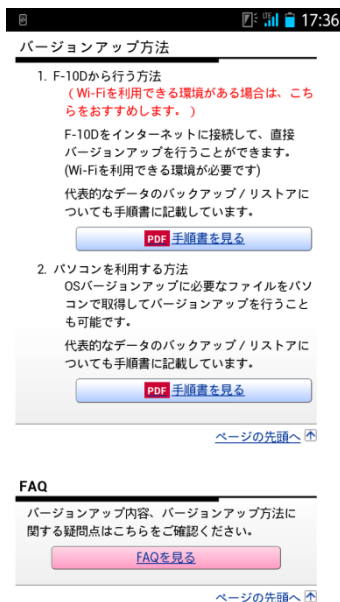 17:36
バージョンアップ方法
1. F-10Dから行う方法
(Wi-Fiを利用できる環境がある場合は、こち
らをおすすめします。)
F-10Dをインターネットに接続して、直接
バージョンアップを行うことができます。
(Wi-Fiを利用できる環境が必要です)
代表的なデータのバックアップ/リストアに
ついても手順書に記載しています。
PDF 手順書を見る
2. パソコンを利用する方法
OSバージョンアップに必要なファイルをパソ
コンで取得してバージョンアップを行うこと
も可能です。
代表的なデータのバックアップ/リストアに
ついても手順書に記載しています。
PDF 手順書を見る
ページの先頭へ
FAQ
バージョンアップ内容、バージョンアップ方法に
関する疑問点はこちらをご確認ください。
FAQを見る
ページの先頭へ